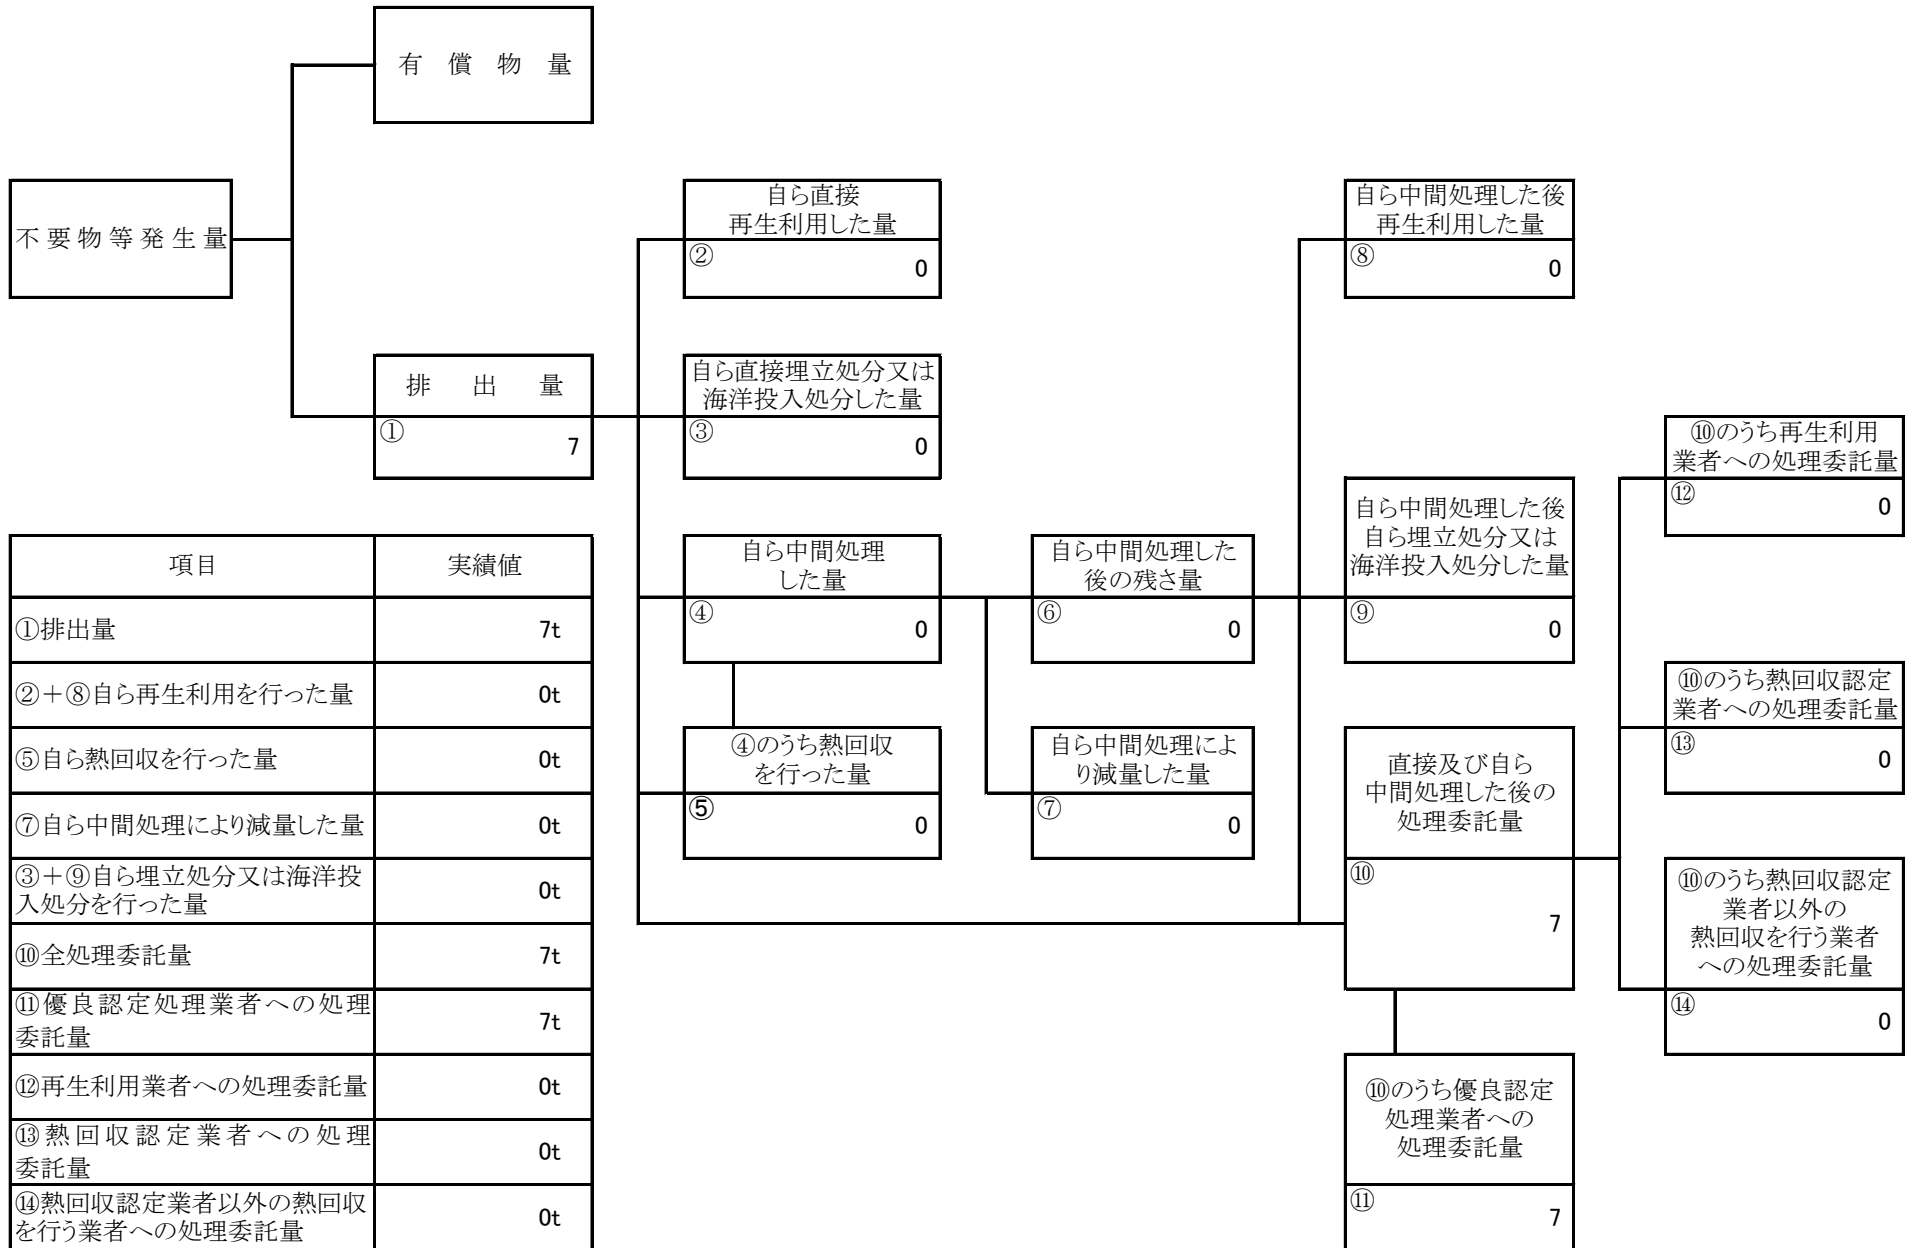 有償物量
不要物等発生量
自ら直接
再生利用した量
②
0
自ら中間処理した後
再生利用した量
⑧
0
排出量
①
7
自ら直接埋立処分又は
海洋投入処分した量
③
0
⑩のうち再生利用
業者への処理委託量
⑫
0
自ら中間処理した後
自ら埋立処分又は
海洋投入処分した量
⑨
0
自ら中間処理
した量
④
0
自ら中間処理した
後の残さ量
⑥
0
④のうち熱回収
を行った量
⑤
0
自ら中間処理によ
り減量した量
⑦
0
⑩のうち熱回収認定
業者への処理委託量
⑬
0
直接及び自ら
中間処理した後の
処理委託量
⑩
7
⑩のうち熱回収認定
業者以外の
熱回収を行う業者
への処理委託量
⑭
0
⑩のうち優良認定
処理業者への
処理委託量
⑪
7
項目 実績値
①排出量 7t
②+⑧自ら再生利用を行った量 0t
⑤自ら熱回収を行った量 0t
⑦自ら中間処理により減量した量 0t
③+⑨自ら埋立処分又は海洋投
入処分を行った量 0t
⑩全処理委託量 7t
⑪優良認定処理業者への処理
委託量 7t
⑫再生利用業者への処理委託量 0t
⑬熱回収認定業者への処理
委託量 0t
⑭熱回収認定業者以外の熱回収
を行う業者への処理委託量 0t